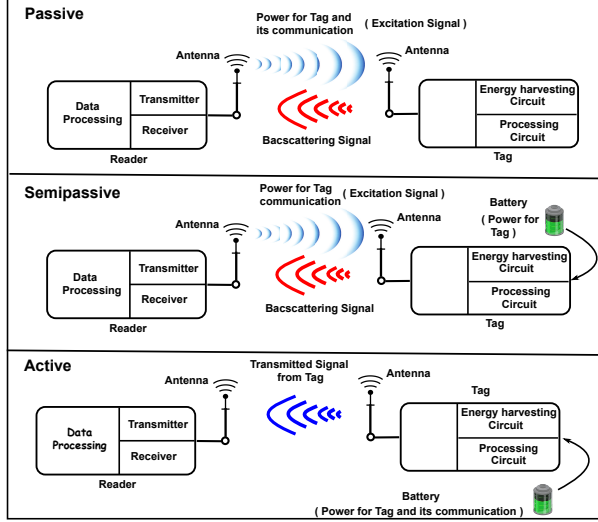 Passive
Power for Tag and
its communication
( Excitation Signal )
Antenna
Antenna
Data
Processing
Transmitter
Receiver
Energy harvesting
Circuit
Processing
Circuit
Bacscattering Signal
Reader
Tag
Semipassive
Power for Tag
communication
( Excitation Signal )
Antenna
Antenna
Battery
( Power for
Tag )
Data
Processing
Transmitter
Receiver
Energy harvesting
Circuit
Processing
Circuit
Bacscattering Signal
Reader
Tag
Active
Transmitted Signal
from Tag
Antenna
Antenna
Tag
Data
Processing
Transmitter
Receiver
Energy harvesting
Circuit
Processing
Circuit
Reader
Battery
( Power for Tag and its communication )